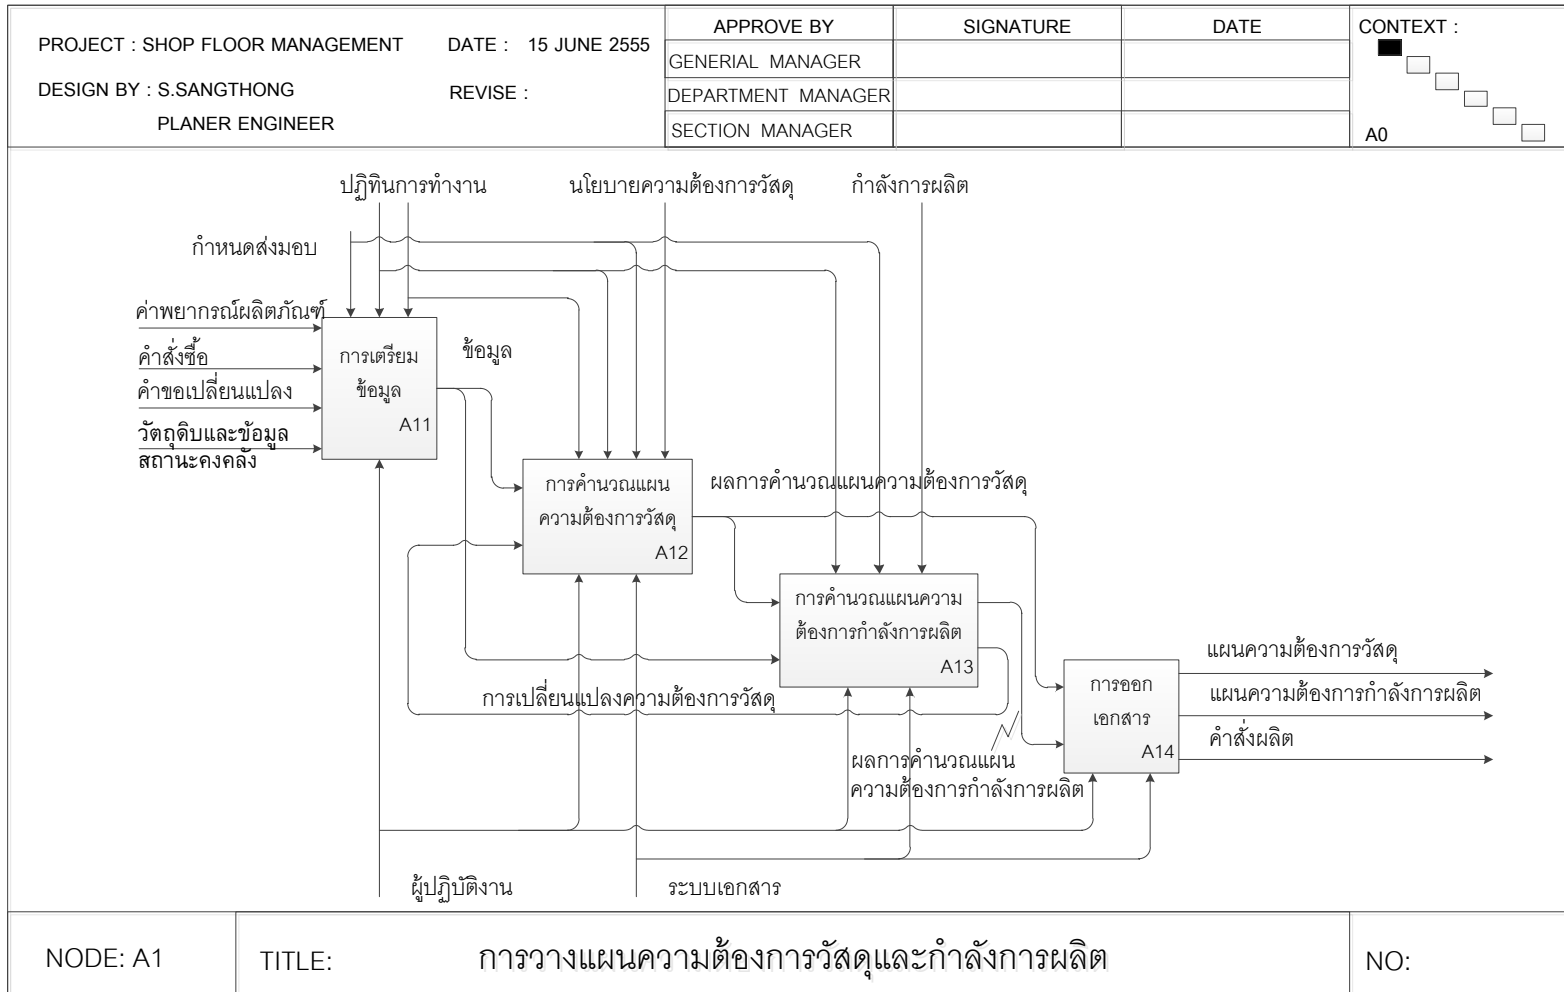 PROJECT : SHOP FLOOR MANAGEMENT
DATE : 15 JUNE 2555
DESIGN BY : S.SANGTHONG
REVISE :
PLANER ENGINEER
APPROVE BY
SIGNATURE
DATE
GENERIAL MANAGER
DEPARTMENT MANAGER
SECTION MANAGER
CONTEXT :
A0
ปฏิทินการทำงาน
นโยบายความต้องการวัสดุ
กำลังการผลิต
กำหนดส่งมอบ
ค่าพยากรณ์ผลิตภัณฑ์
คำสั่งซื้อ
คำขอเปลี่ยนแปลง
วัตถุดิบและข้อมูล
สถานะคงคลัง
การเตรียม
ข้อมูล
A11
ข้อมูล
การคำนวณแผน
ความต้องการวัสดุ
A12
ผลการคำนวณแผนความต้องการวัสดุ
การคำนวณแผนความ
ต้องการกำลังการผลิต
A13
การเปลี่ยนแปลงความต้องการวัสดุ
การออก
เอกสาร
A14
แผนความต้องการวัสดุ
แผนความต้องการกำลังการผลิต
คำสั่งผลิต
ผลการคำนวณแผน
ความต้องการกำลังการผลิต
ผู้ปฏิบัติงาน
ระบบเอกสาร
NODE: A1
TITLE:
การวางแผนความต้องการวัสดุและกำลังการผลิต
NO: